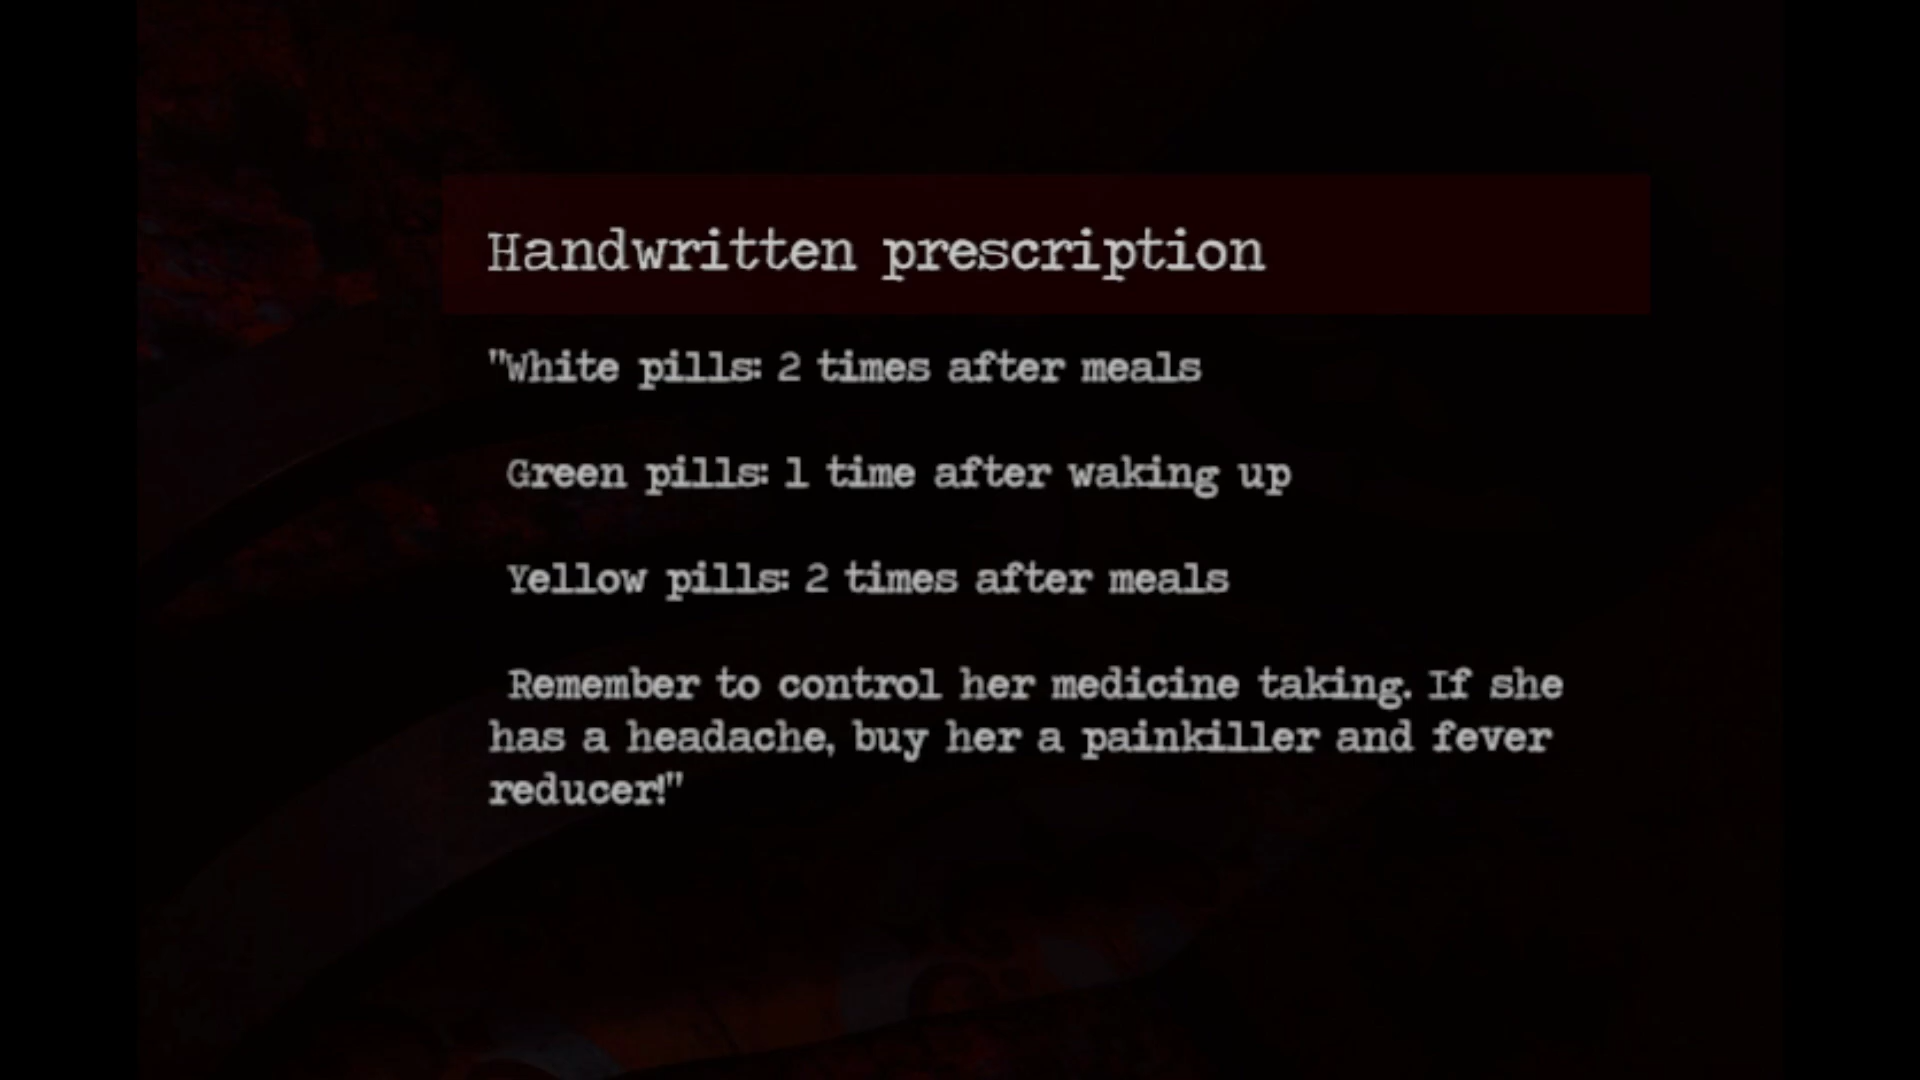 Handwritten prescription
"White pills: 2 times after meals
Green pills: 1 time after waking up
Yellow pills: 2 times after meals
Remember to control her medicine taking. If she
has a headache, buy her a painkiller and fever
reducer!"